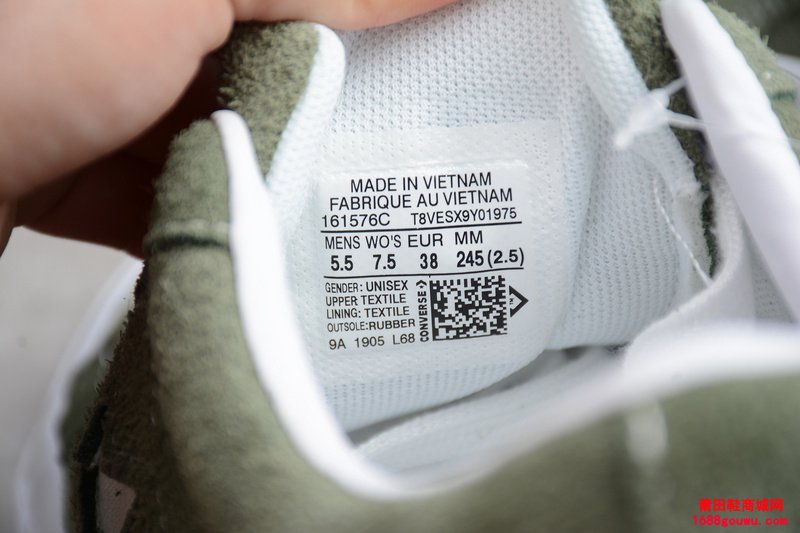 MADE IN VIETNAM
FABRIQUE AU VIETNAM
161576C T8VESX9Y01975
MENS WO'S EUR MM
5.5 7.5 38 245(2.5)
GENDER: UNISEX
UPPER: TEXTILE
LINING: TEXTILE
OUTSOLE:RUBBER
9A 1905 L68
CONVERSE
莆田鞋商城网
1688gouwu.com